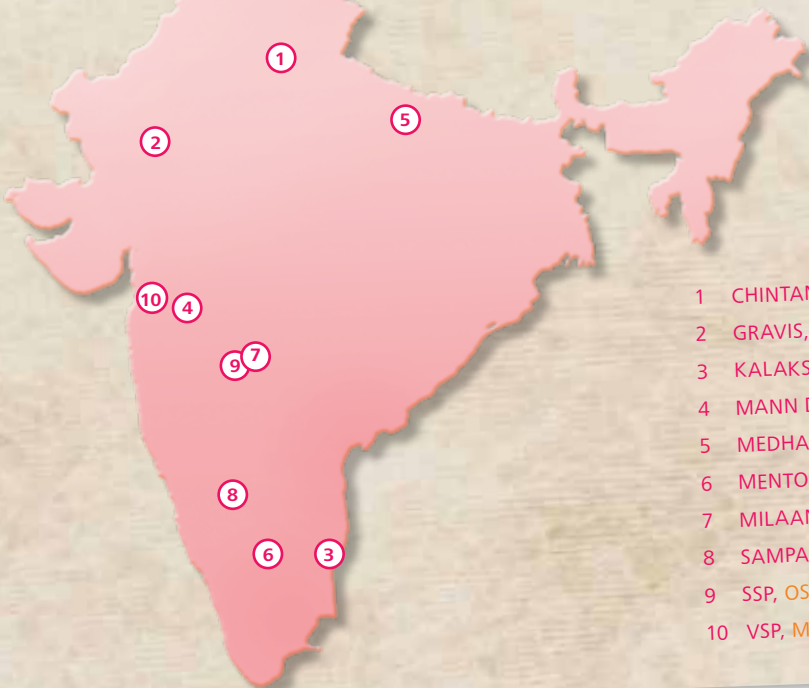 1
5
2
10
4
7
9
8
6
3
1 CHINTAN
2 GRAVIS,
3 KALAKS
4 MANN D
5 MEDHA
6 MENTO
7 MILAAN
8 SAMPA
9 SSP, OS
10 VSP, M